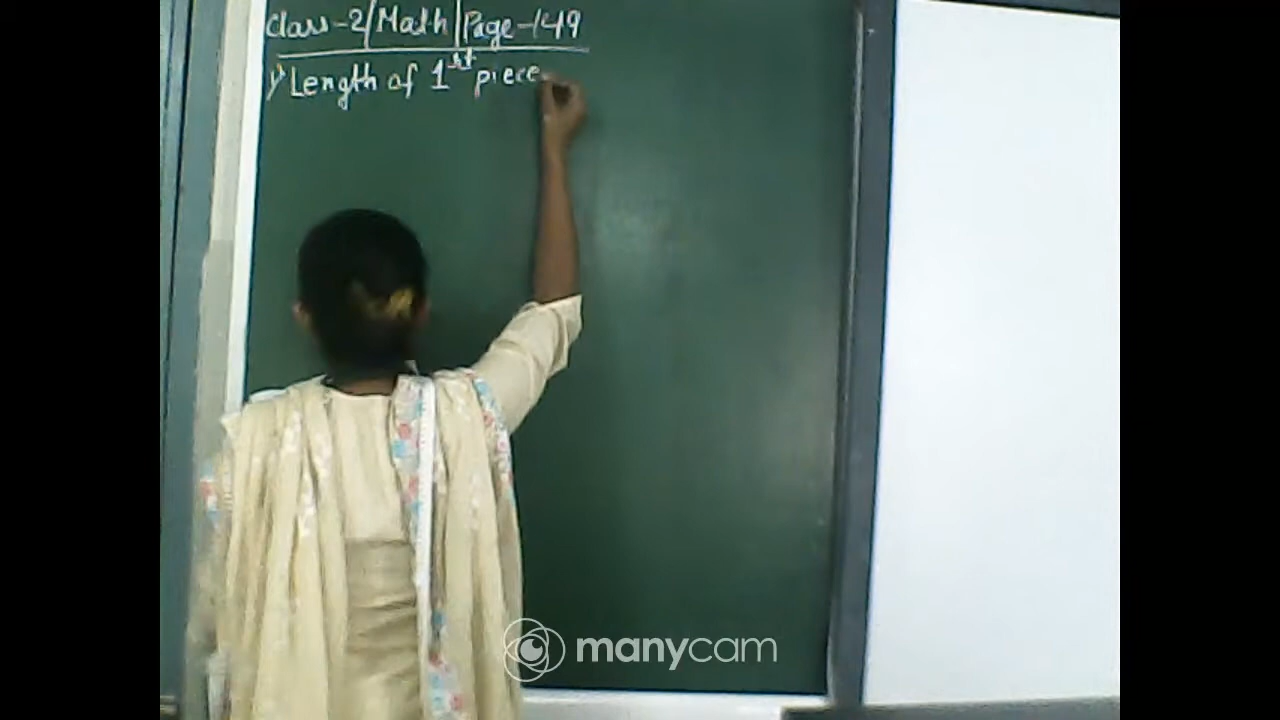 Class-2/Math|Page-149
1) Length of 1st piece
manycam